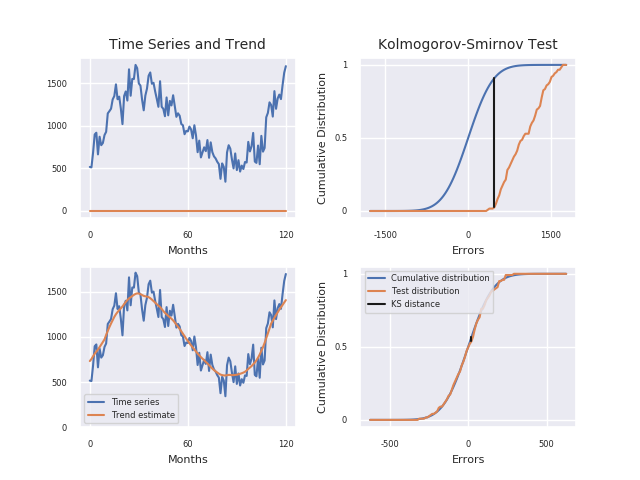 Time Series and Trend
1500
1000
500
0
0
60
120
Months
Kolmogorov-Smirnov Test
Cumulative Distribution
1
0.5
0
-1500
0
1500
Errors
1500
1000
500
0
Time series
Trend estimate
0
60
120
Months
Cumulative Distribution
1
0.5
0
Cumulative distribution
Test distribution
KS distance
-500
0
500
Errors